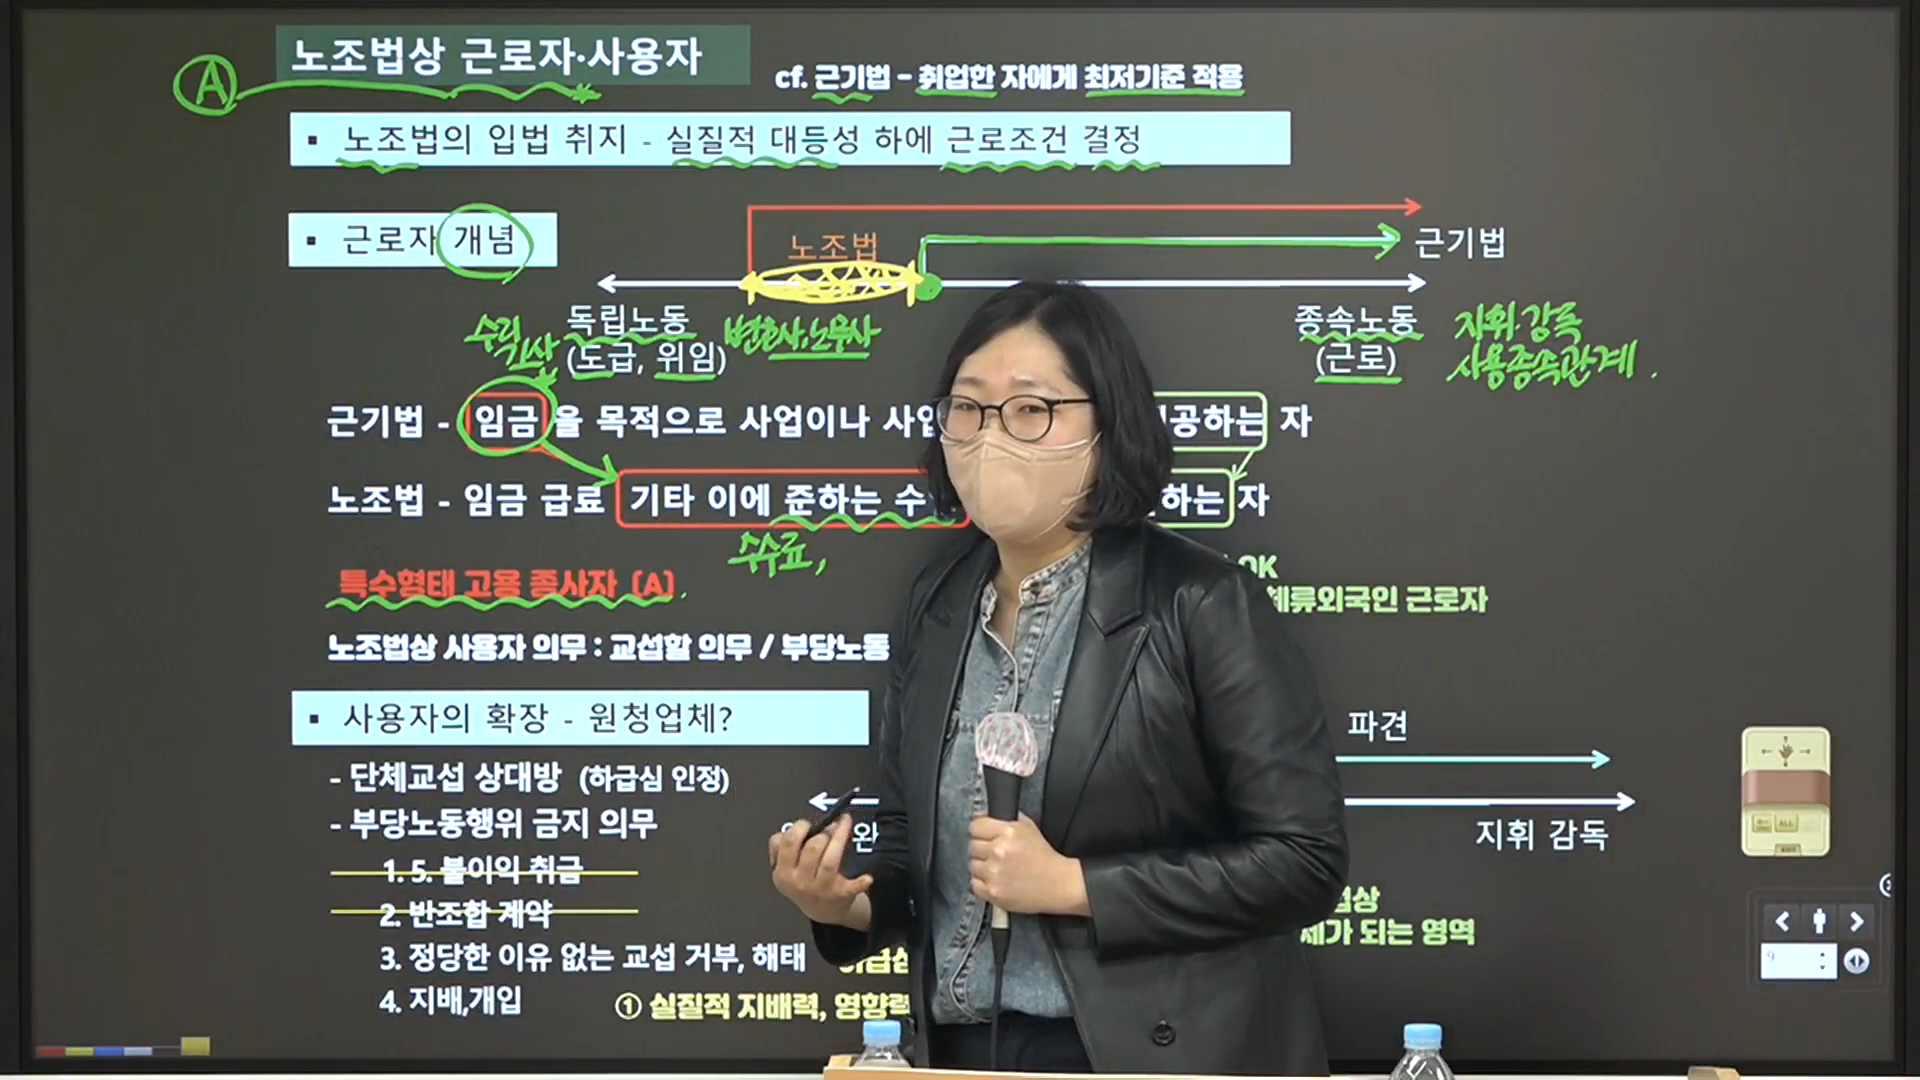 Ⓐ 노조법상 근로자·사용자
cf. 근기법 - 취업한 자에게 최저기준 적용
▪ 노조법의 입법 취지 - 실질적 대등성 하에 근로조건 결정
▪ 근로자 개념
노조법
근기법
독립노동
(도급, 위임)
변호사, 노무사
종속노동
(근로)
지휘·감독
사용종속관계.
근기법 - 임금을 목적으로 사업이나 공하는 자
노조법 - 임금 급료 기타 이에 준하는 하는 자
수수료,
특수형태 고용 종사자 (A)
OK
체류외국인 근로자
노조법상 사용자 의무 : 교섭할 의무 / 부당노동
▪ 사용자의 확장 - 원청업체?
파견
- 단체교섭 상대방 (하급심 인정)
- 부당노동행위 금지 의무
지휘 감독
1. 5. 불이익 취급
2. 반조합 계약
3. 정당한 이유 없는 교섭 거부, 해태
되는 영역
4. 지배,개입
① 실질적 지배력, 영향력
ALL
9